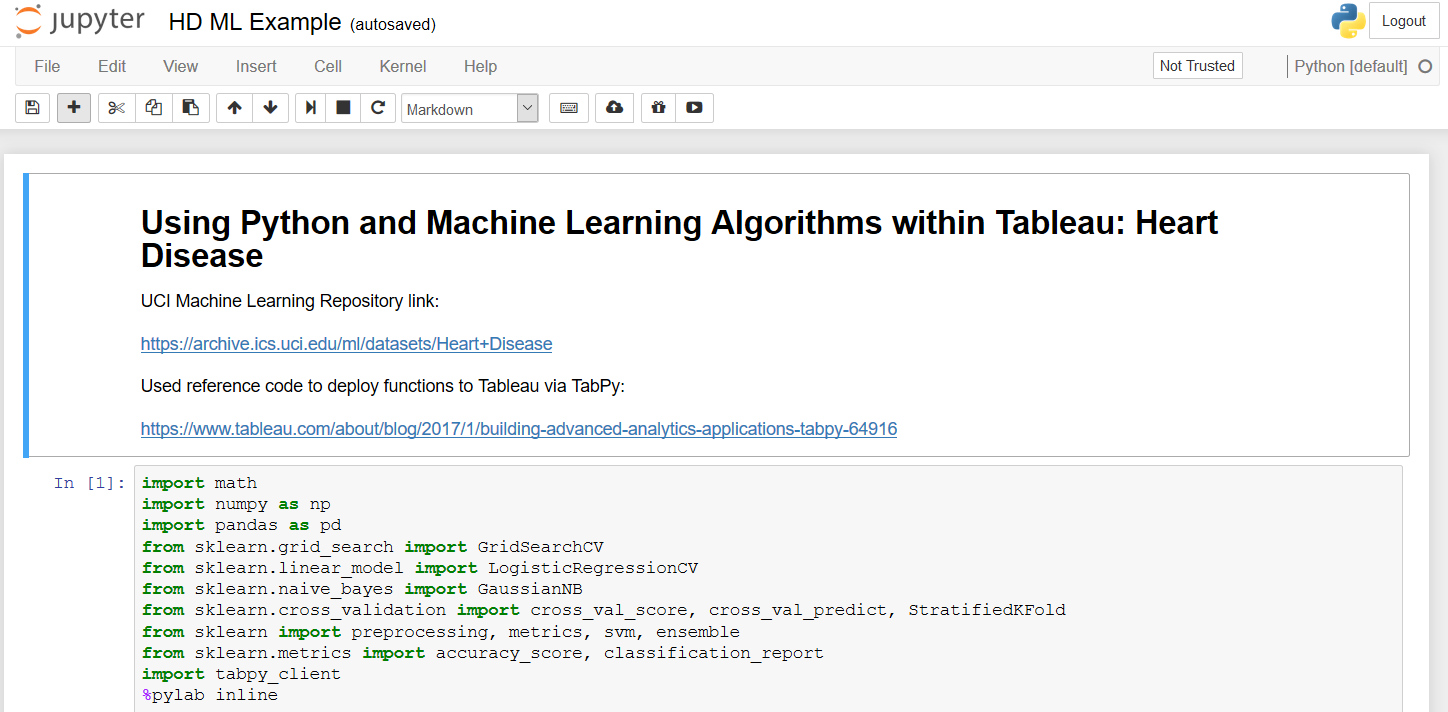 jupyter HD ML Example (autosaved) Logout
File Edit View Insert Cell Kernel Help Not Trusted Python [default]
Markdown
Using Python and Machine Learning Algorithms within Tableau: Heart
Disease
UCI Machine Learning Repository link:
https://archive.ics.uci.edu/ml/datasets/Heart+Disease
Used reference code to deploy functions to Tableau via TabPy:
https://www.tableau.com/about/blog/2017/1/building-advanced-analytics-applications-tabpy-64916
In [1]: import math
import numpy as np
import pandas as pd
from sklearn.grid_search import GridSearchCV
from sklearn.linear_model import LogisticRegressionCV
from sklearn.naive_bayes import GaussianNB
from sklearn.cross_validation import cross_val_score, cross_val_predict, StratifiedKFold
from sklearn import preprocessing, metrics, svm, ensemble
from sklearn.metrics import accuracy_score, classification_report
import tabpy_client
%pylab inline